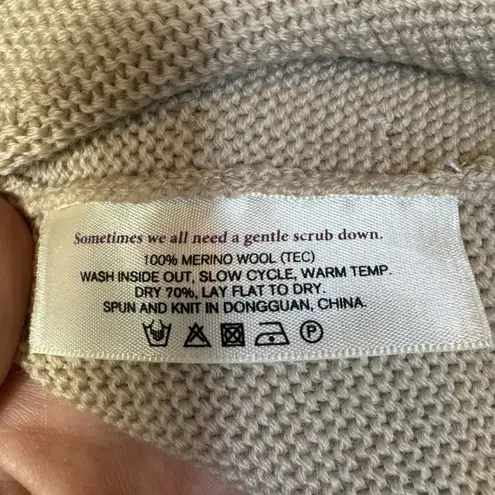 Sometimes we all need a gentle scrub down.
100% MERINO WOOL (TEC)
WASH INSIDE OUT, SLOW CYCLE, WARM TEMP.
DRY 70%, LAY FLAT TO DRY.
SPUN AND KNIT IN DONGGUAN, CHINA.
P